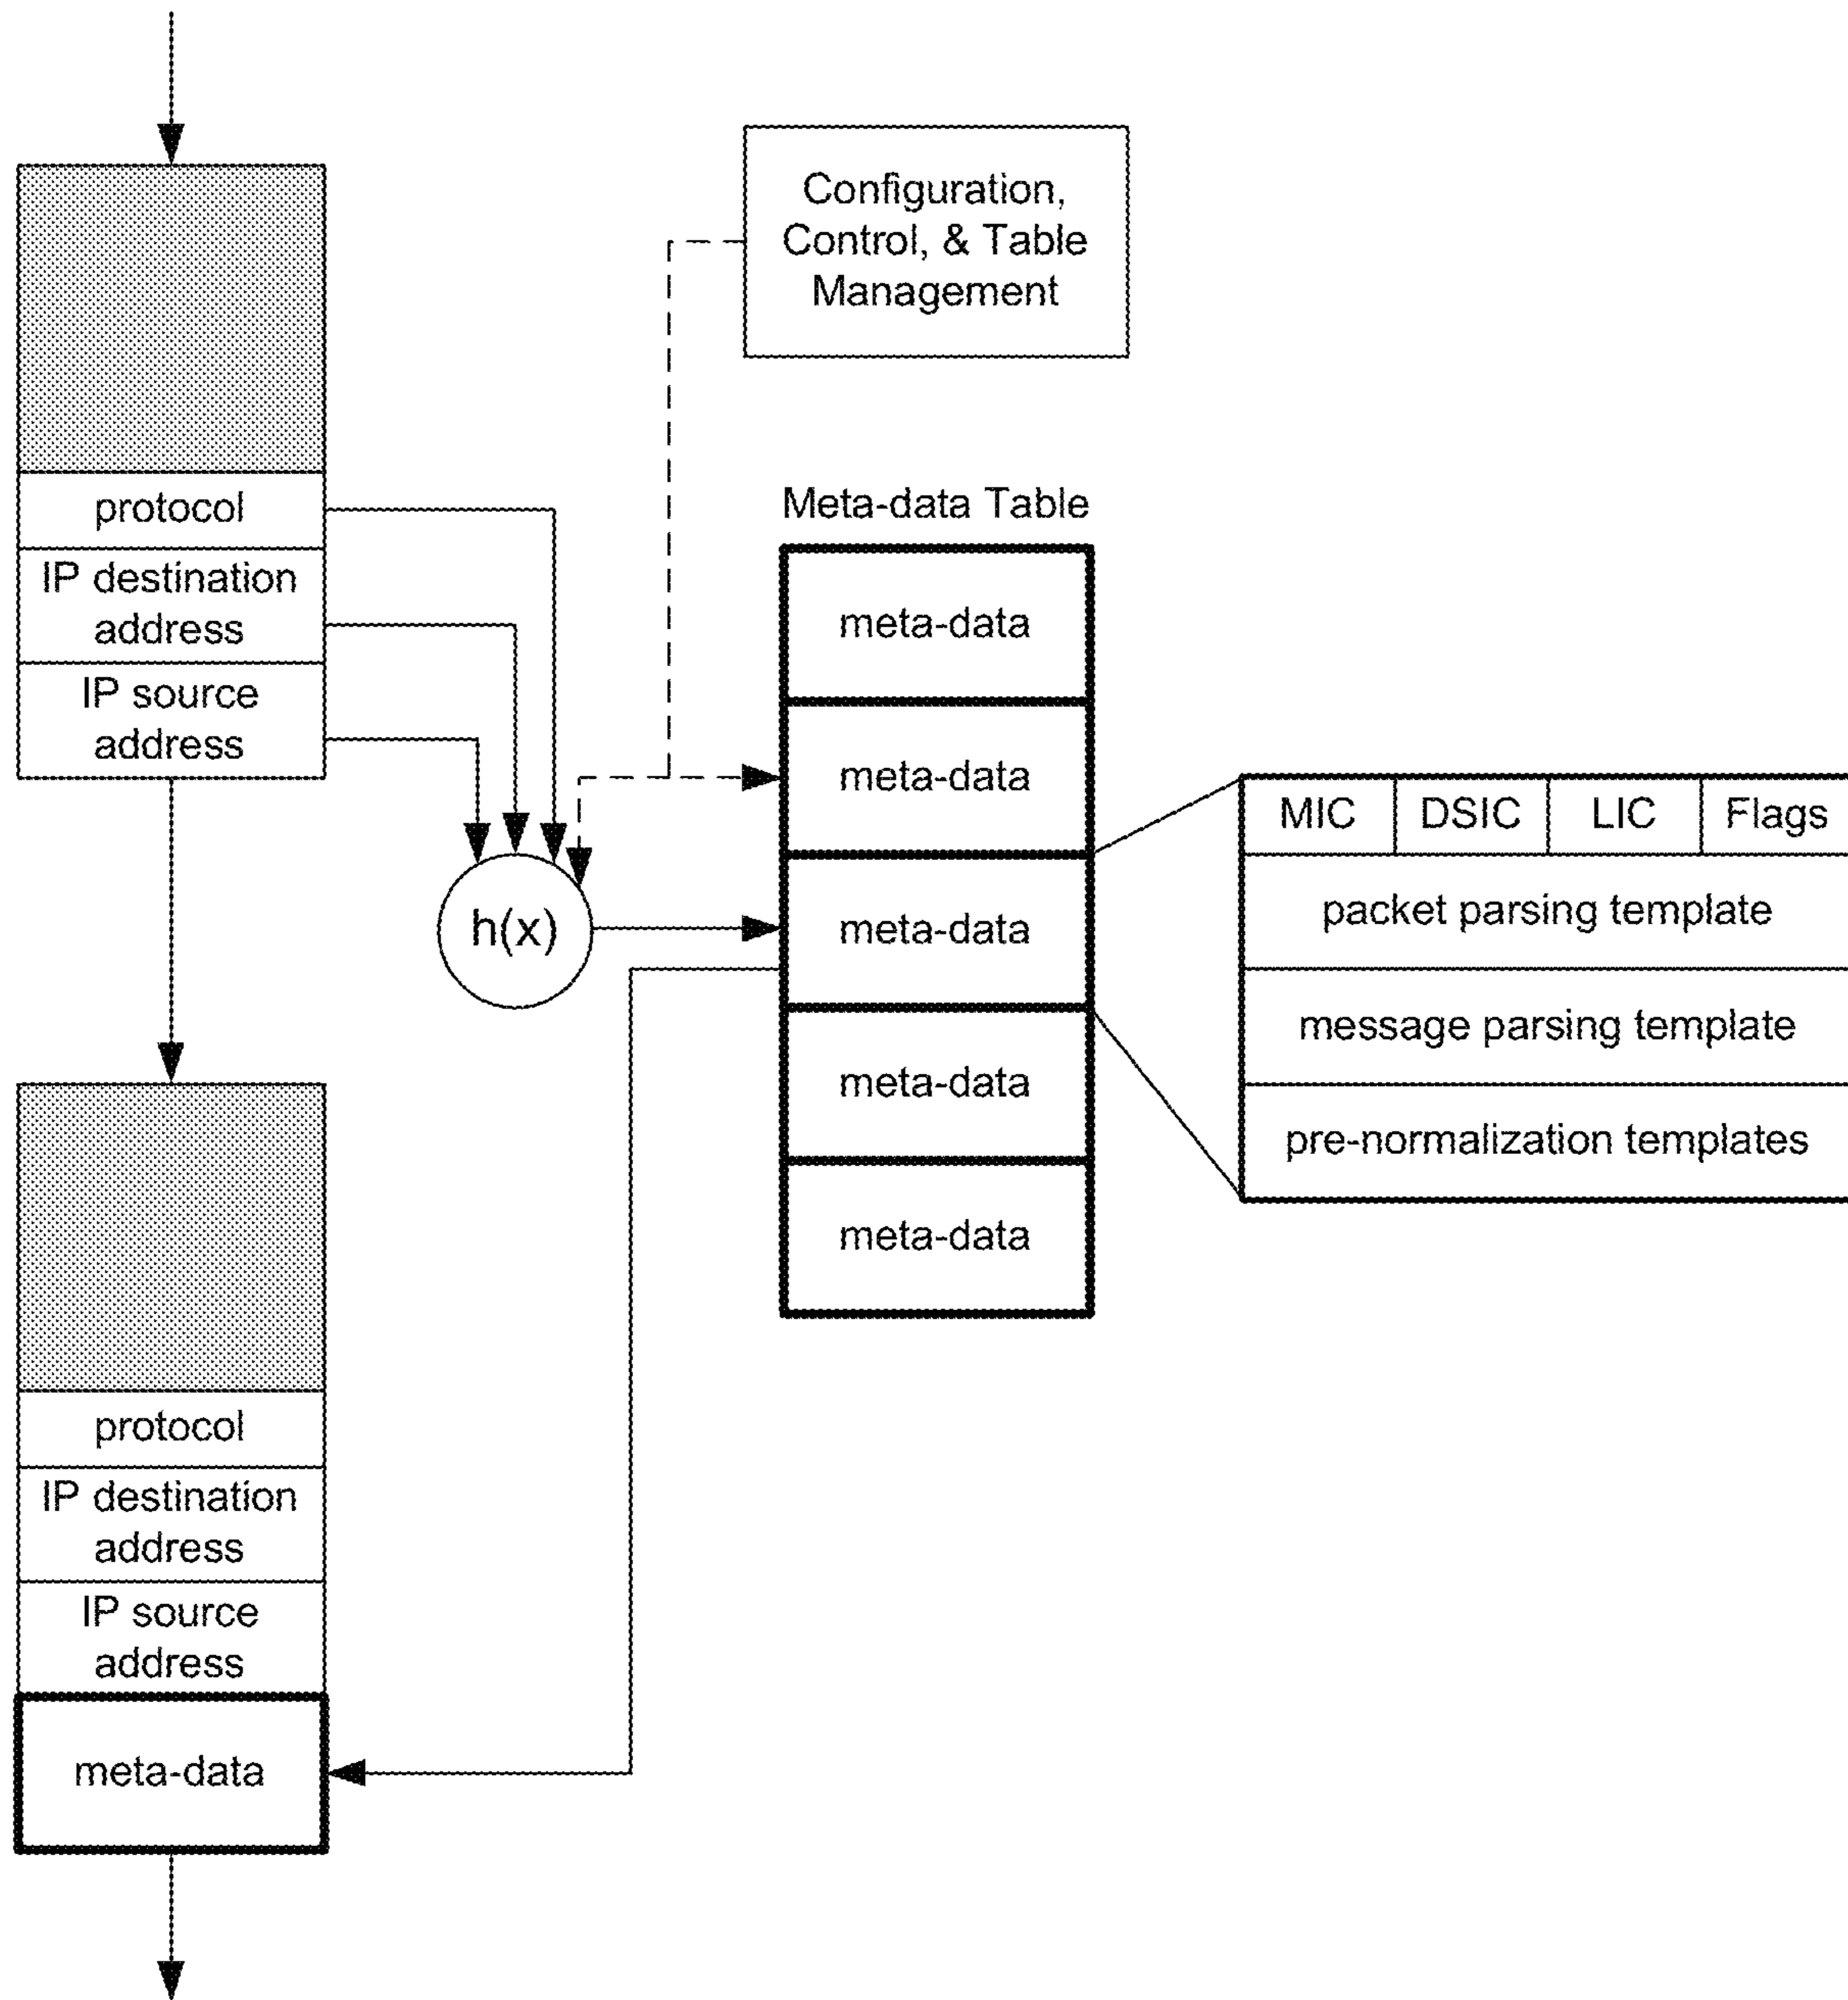 Configuration,
Control, & Table
Management
protocol
IP destination
address
IP source
address
h(x)
Meta-data Table
meta-data
meta-data
meta-data
meta-data
meta-data
MIC DSIC LIC Flags
packet parsing template
message parsing template
pre-normalization templates
protocol
IP destination
address
IP source
address
meta-data